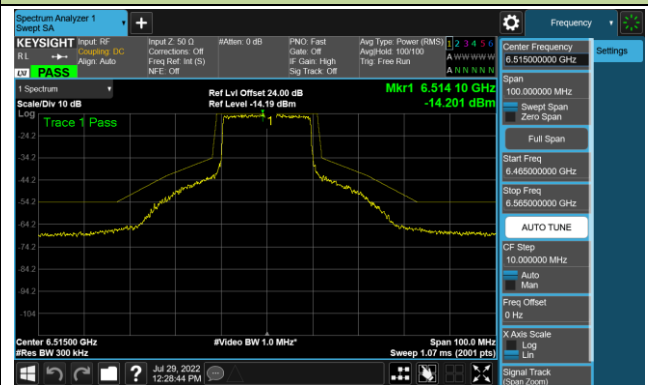 Spectrum Analyzer 1
Swept SA
Frequency
KEYSIGHT
RL
PASS
Input: RF
Coupling: DC
Align: Auto
Input Z: 50 Ω
Corrections: Off
Freq Ref: Int (S)
NFE: Off
#Atten: 0 dB
PNO: Fast
Gate: Off
IF Gain: High
Sig Track: Off
Avg Type: Power (RMS)
Avg|Hold: 100/100
Trig: Free Run
1 2 3 4 5 6
A W W W W W
A N N N N N
1 Spectrum
Scale/Div 10 dB
Log
Ref Lvl Offset 24.00 dB
Ref Level -14.19 dBm
Mkr1 6.514 10 GHz
-14.201 dBm
Trace 1 Pass
1
-24.2
-34.2
-44.2
-54.2
-64.2
-74.2
-84.2
-94.2
-104
Center 6.51500 GHz
#Res BW 300 kHz
#Video BW 1.0 MHz*
Span 100.0 MHz
Sweep 1.07 ms (2001 pts)
Jul 29, 2022
12:28:44 PM
Center Frequency
6.515000000 GHz
Settings
Span
100.000000 MHz
Swept Span
Zero Span
Full Span
Start Freq
6.465000000 GHz
Stop Freq
6.565000000 GHz
AUTO TUNE
CF Step
10.000000 MHz
Auto
Man
Freq Offset
0 Hz
X Axis Scale
Log
Lin
Signal Track
(Span Zoom)